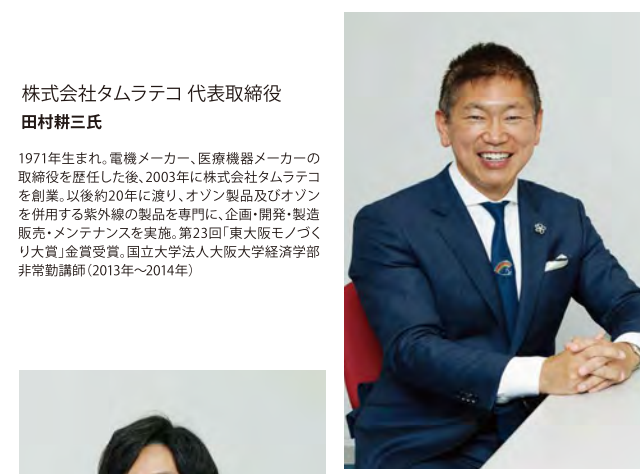 株式会社タムラテコ 代表取締役
田村耕三氏
1971年生まれ。電機メーカー、医療機器メーカーの
取締役を歴任した後、2003年に株式会社タムラテコ
を創業。以後約20年に渡り、オゾン製品及びオゾン
を併用する紫外線の製品を専門に、企画・開発・製造
販売・メンテナンスを実施。第23回「東大阪モノづく
り大賞」金賞受賞。国立大学法人大阪大学経済学部
非常勤講師（2013年～2014年）